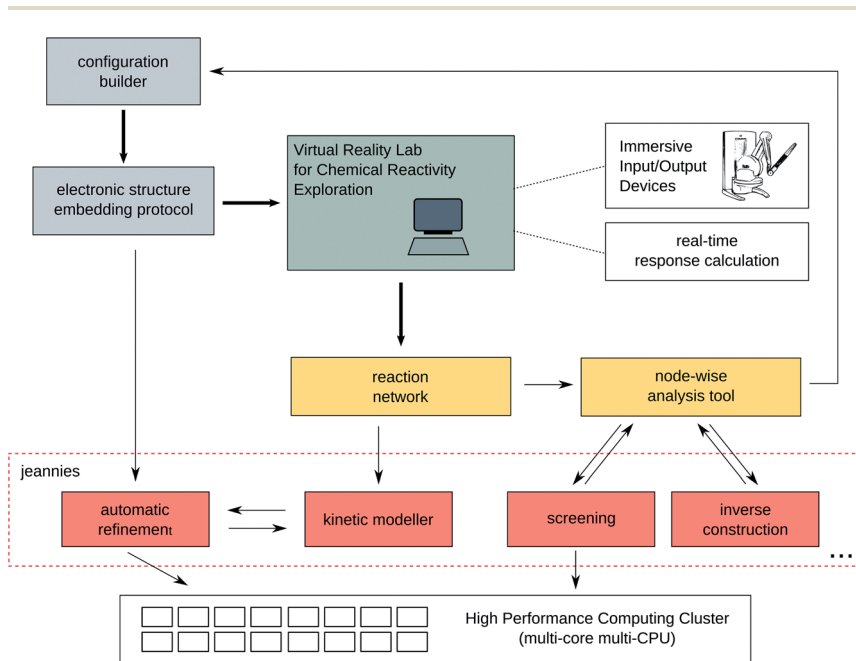 configuration
builder
electronic structure
embedding protocol
Virtual Reality Lab
for Chemical Reactivity
Exploration
Immersive
Input/Output
Devices
real-time
response calculation
reaction
network
node-wise
analysis tool
jeannies
automatic
refinement
kinetic modeller
screening
inverse
construction
...
High Performance Computing Cluster
(multi-core multi-CPU)